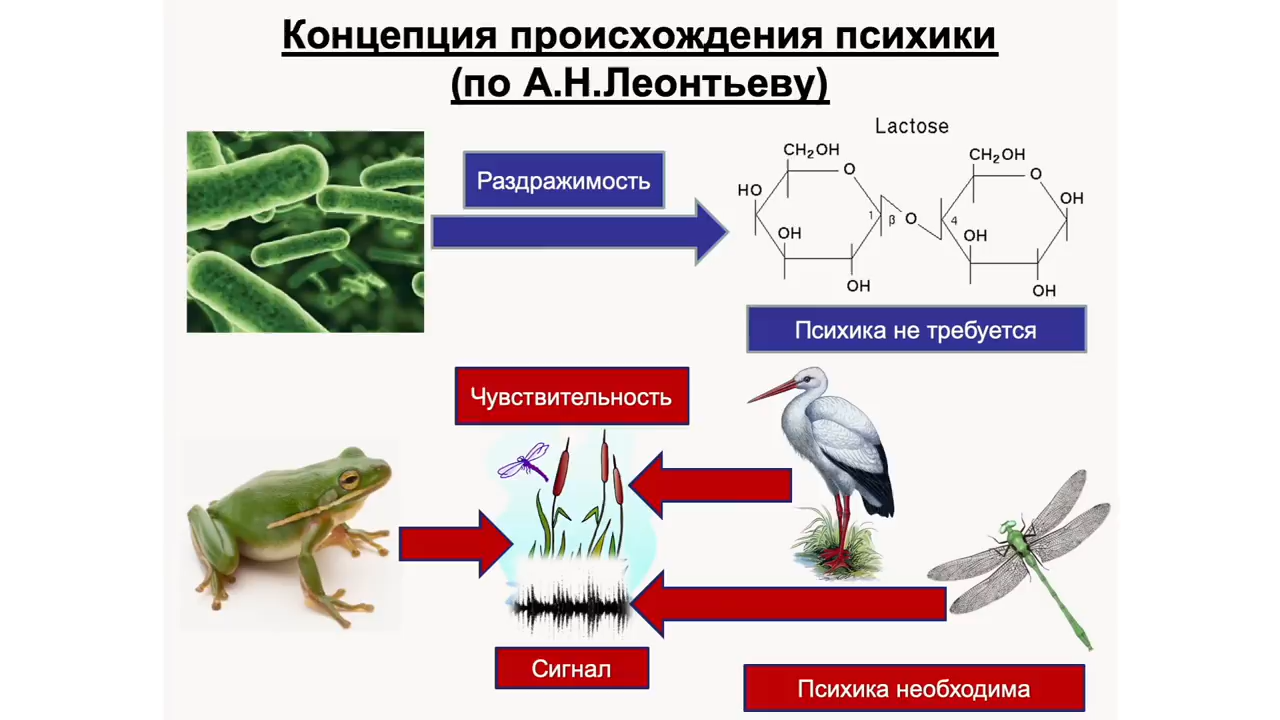 Концепция происхождения психики
(по А.Н.Леонтьеву)
Lactose
Раздражимость
CH₂OH
O
HO
OH
OH
1
β
O
CH₂OH
O
OH
4
OH
OH
Психика не требуется
Чувствительность
Сигнал
Психика необходима